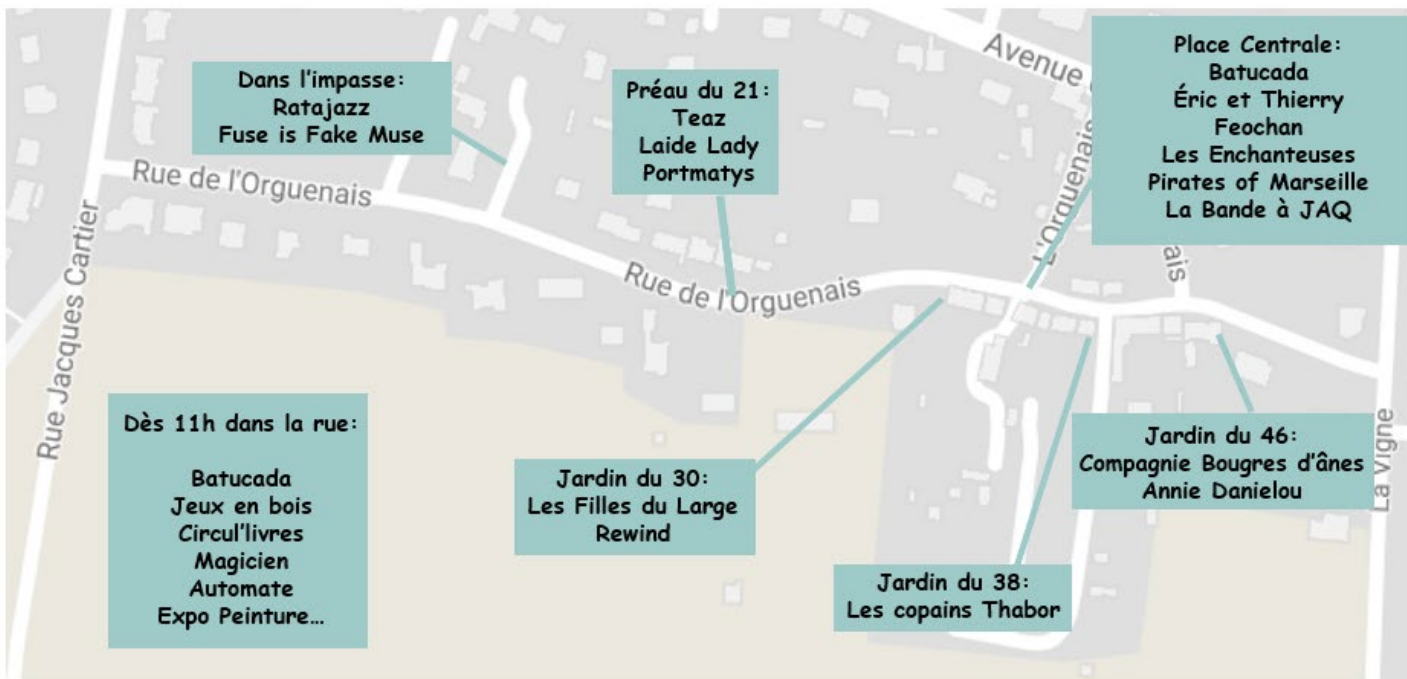 Dans l'impasse:
Ratajazz
Fuse is Fake Muse
Préau du 21:
Teaz
Laide Lady
Portmatys
Place Centrale:
Batucada
Éric et Thierry
Feochan
Les Enchanteuses
Pirates of Marseille
La Bande à JAQ
Avenue
Rue de l'Orguenais
L'Orguenais
ais
Rue de l'Orguenais
Rue Jacques Cartier
La Vigne
Dès 11h dans la rue:
Batucada
Jeux en bois
Circul'livres
Magicien
Automate
Expo Peinture...
Jardin du 30:
Les Filles du Large
Rewind
Jardin du 38:
Les copains Thabor
Jardin du 46:
Compagnie Bougres d'ânes
Annie Danielou